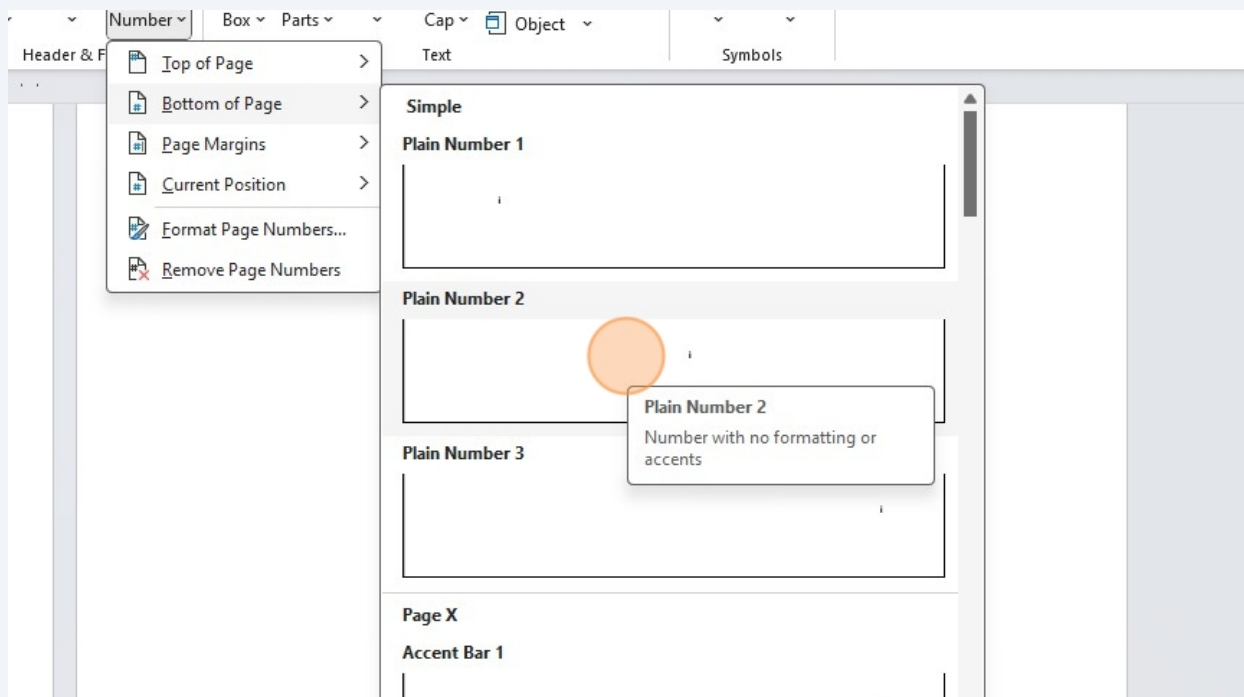 Number Box Parts Cap Object
Header & F Text Symbols
Top of Page
Bottom of Page
Page Margins
Current Position
Format Page Numbers...
Remove Page Numbers
Simple
Plain Number 1
Plain Number 2
Plain Number 2
Number with no formatting or
accents
Plain Number 3
Page X
Accent Bar 1